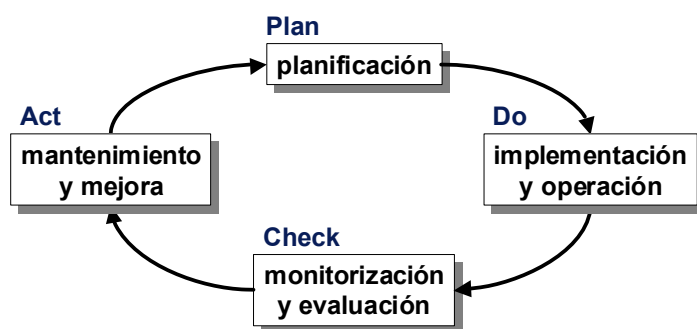 Plan
planificación
Do
implementación
y operación
Check
monitorización
y evaluación
Act
mantenimiento
y mejora